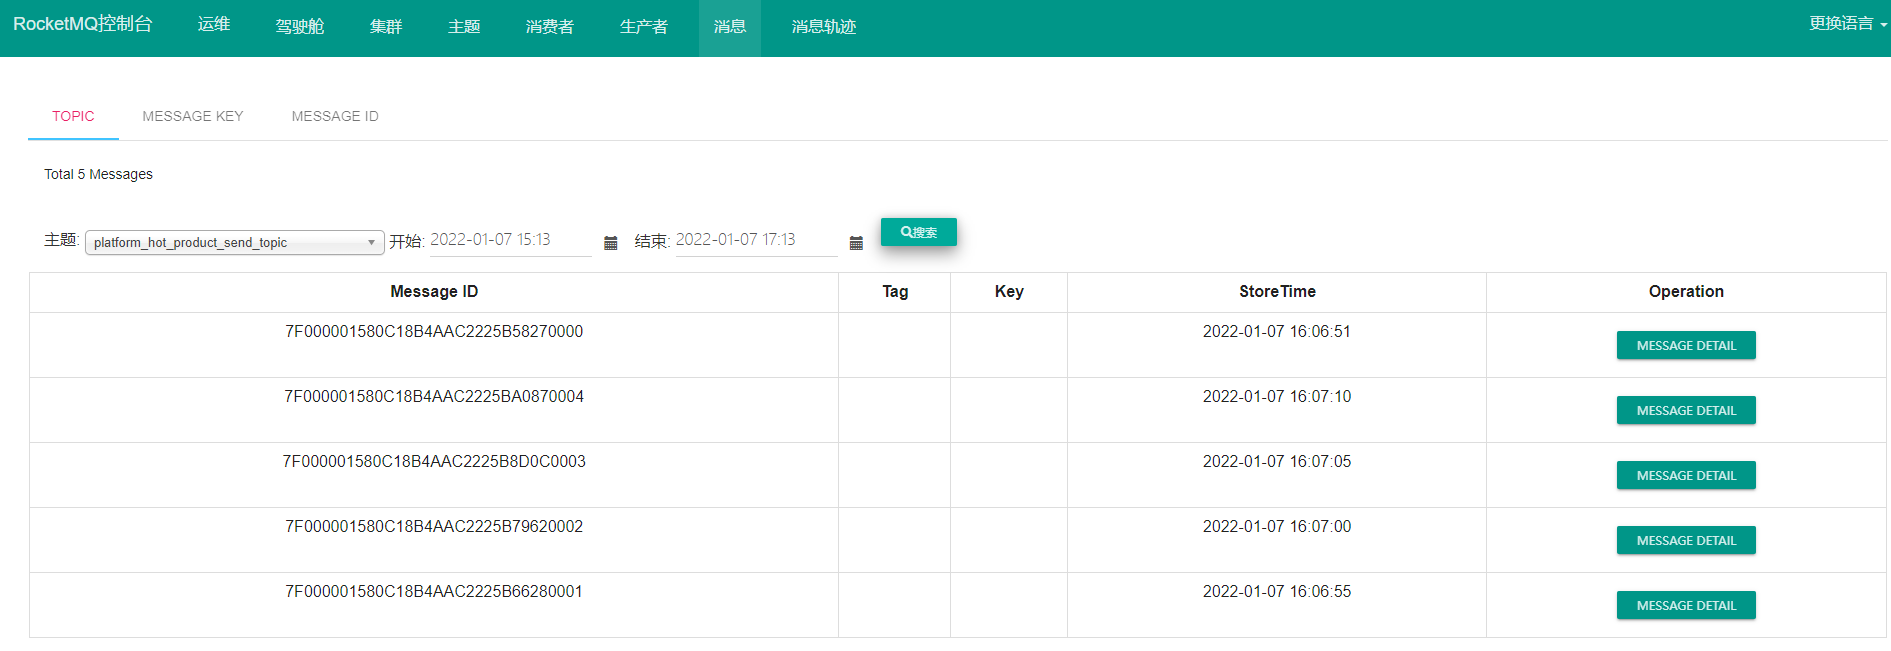 RocketMQ控制台 运维 驾驶舱 集群 主题 消费者 生产者 消息 消息轨迹 更换语言
TOPIC MESSAGE KEY MESSAGE ID
Total 5 Messages
主题: platform_hot_product_send_topic 开始: 2022-01-07 15:13 结束: 2022-01-07 17:13 搜索
Message ID Tag Key StoreTime Operation
7F000001580C18B4AAC2225B58270000 2022-01-07 16:06:51 MESSAGE DETAIL
7F000001580C18B4AAC2225BA0870004 2022-01-07 16:07:10 MESSAGE DETAIL
7F000001580C18B4AAC2225B8D0C0003 2022-01-07 16:07:05 MESSAGE DETAIL
7F000001580C18B4AAC2225B79620002 2022-01-07 16:07:00 MESSAGE DETAIL
7F000001580C18B4AAC2225B66280001 2022-01-07 16:06:55 MESSAGE DETAIL